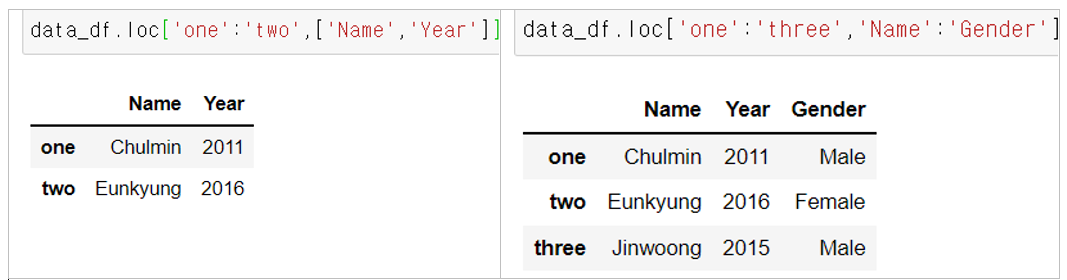 data_df.loc['one':'two',['Name','Year']]
Name Year
one Chulmin 2011
two Eunkyung 2016
data_df.loc['one':'three','Name':'Gender']
Name Year Gender
one Chulmin 2011 Male
two Eunkyung 2016 Female
three Jinwoong 2015 Male